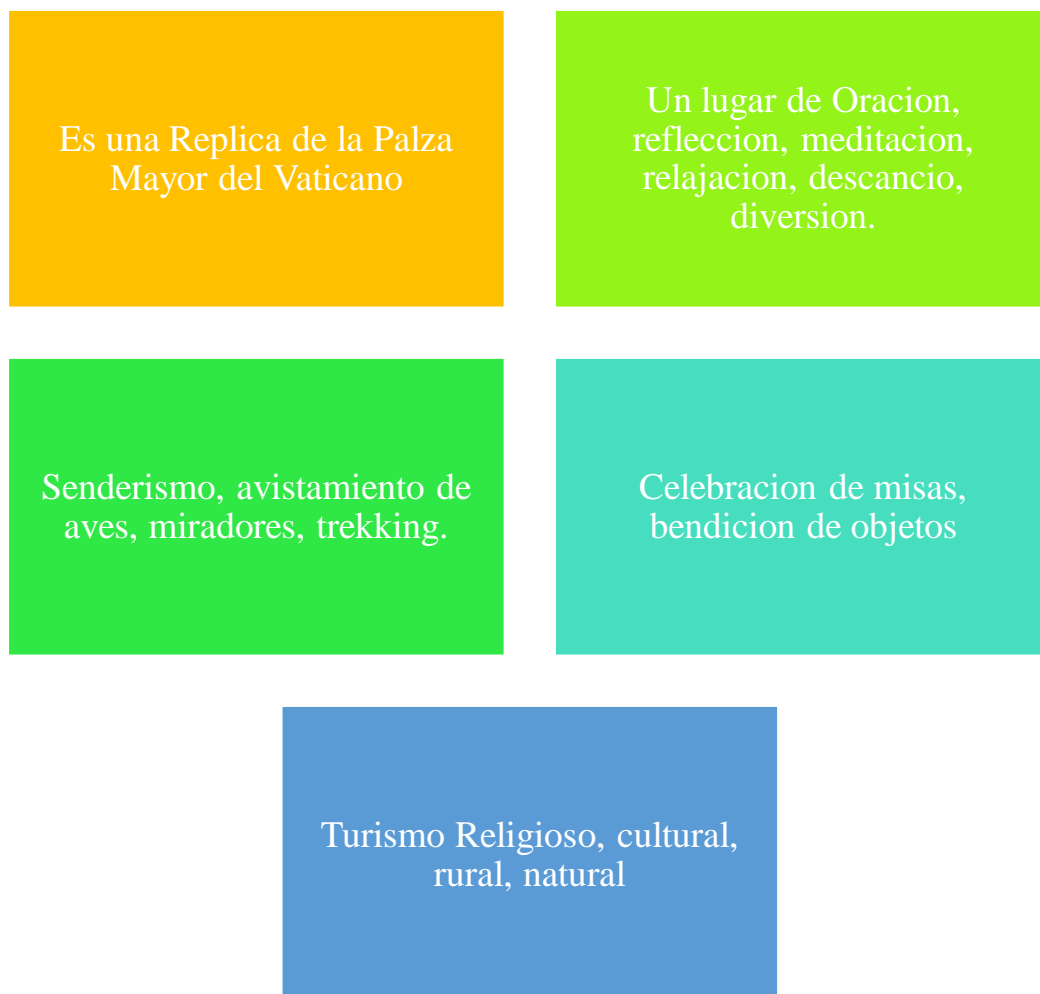 Es una Replica de la Palza
Mayor del Vaticano
Un lugar de Oracion,
refleccion, meditacion,
relajacion, descancio,
diversion.
Senderismo, avistamiento de
aves, miradores, trekking.
Celebracion de misas,
bendicion de objetos
Turismo Religioso, cultural,
rural, natural